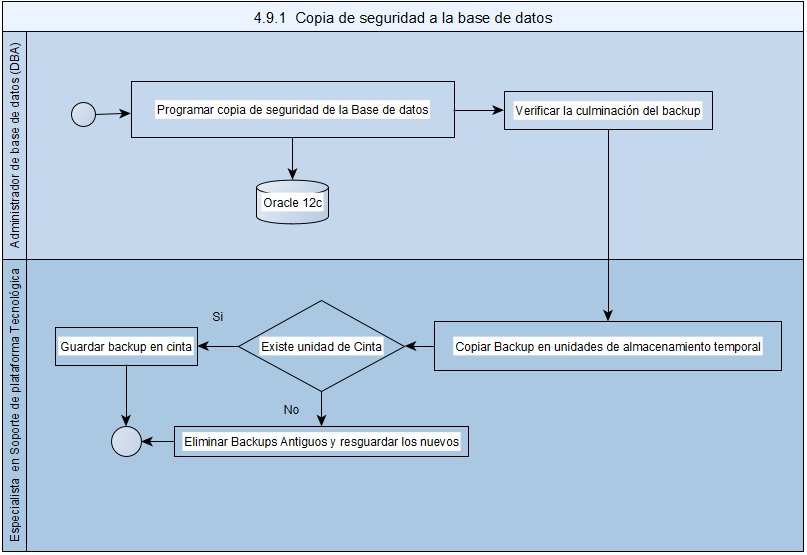 4.9.1 Copia de seguridad a la base de datos
Administrador de base de datos (DBA)
Programar copia de seguridad de la Base de datos
Verificar la culminación del backup
Oracle 12c
Especialista en Soporte de plataforma Tecnológica
Si
Guardar backup en cinta
Existe unidad de Cinta
Copiar Backup en unidades de almacenamiento temporal
No
Eliminar Backups Antiguos y resguardar los nuevos